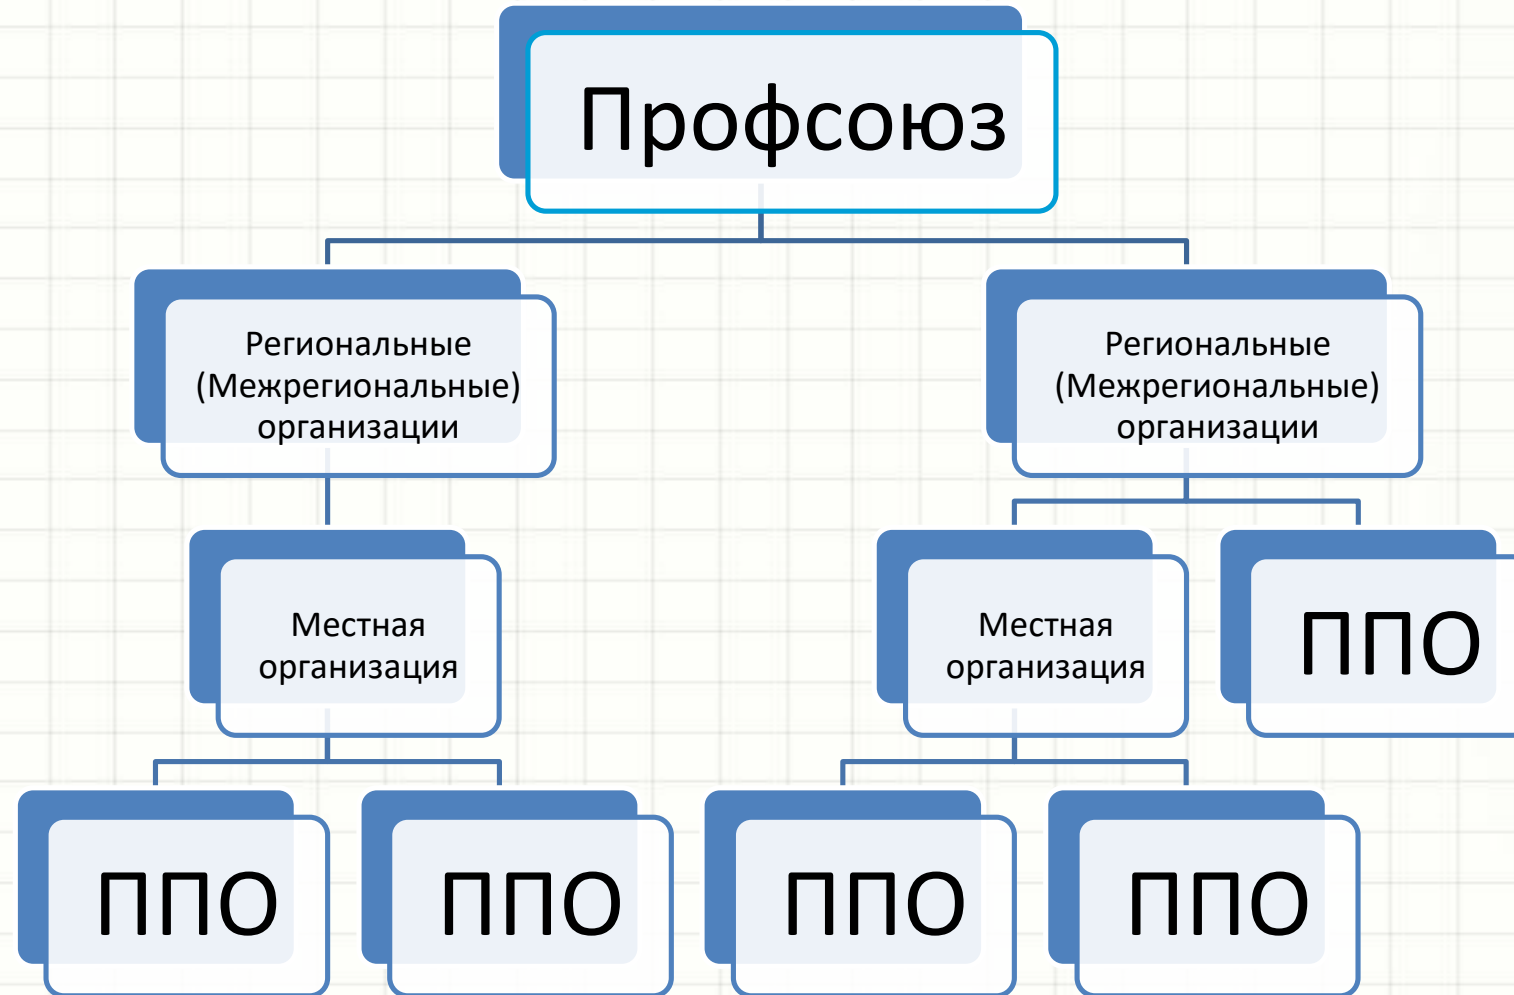 Профсоюз
Региональные
(Межрегиональные)
организации
Региональные
(Межрегиональные)
организации
Местная
организация
Местная
организация
ППО
ППО
ППО
ППО
ППО